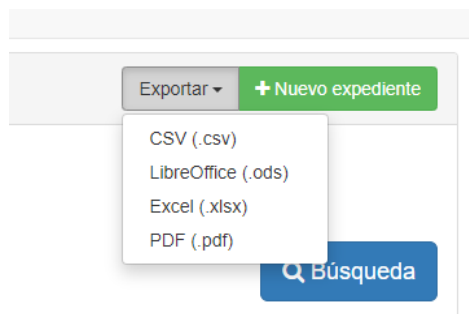 Exportar
+ Nuevo expediente
CSV (.csv)
LibreOffice (.ods)
Excel (.xlsx)
PDF (.pdf)
Búsqueda